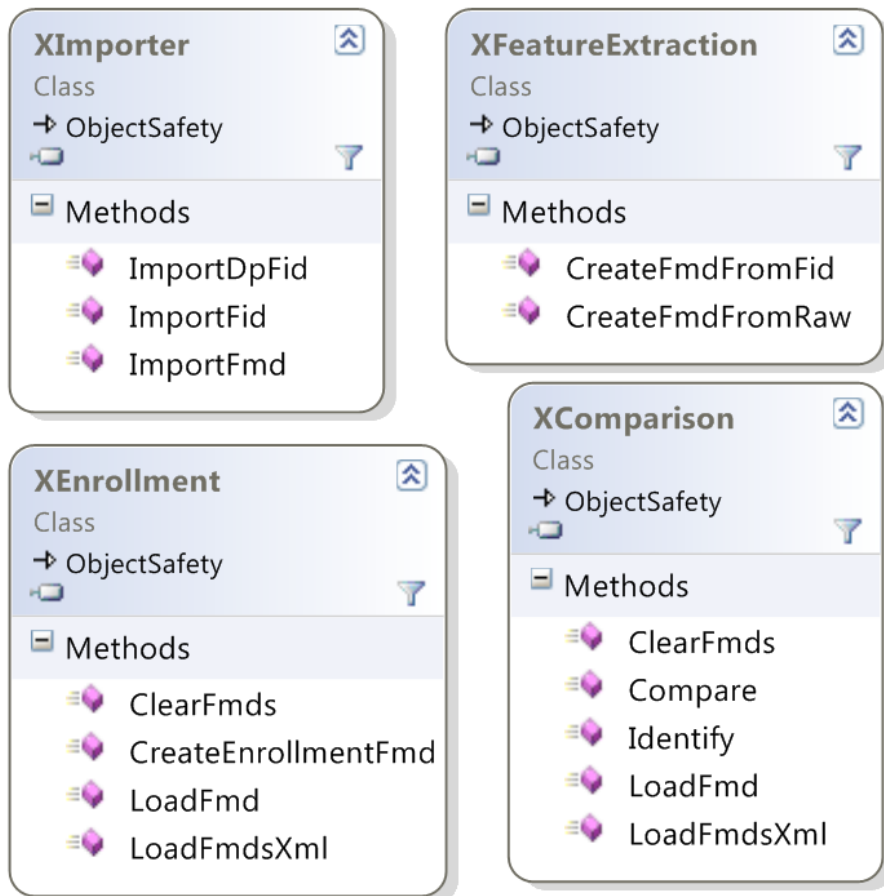 XImporter
Class
ObjectSafety
Methods
ImportDpFid
ImportFid
ImportFmd
XFeatureExtraction
Class
ObjectSafety
Methods
CreateFmdFromFid
CreateFmdFromRaw
XEnrollment
Class
ObjectSafety
Methods
ClearFmds
CreateEnrollmentFmd
LoadFmd
LoadFmdsXml
XComparison
Class
ObjectSafety
Methods
ClearFmds
Compare
Identify
LoadFmd
LoadFmdsXml